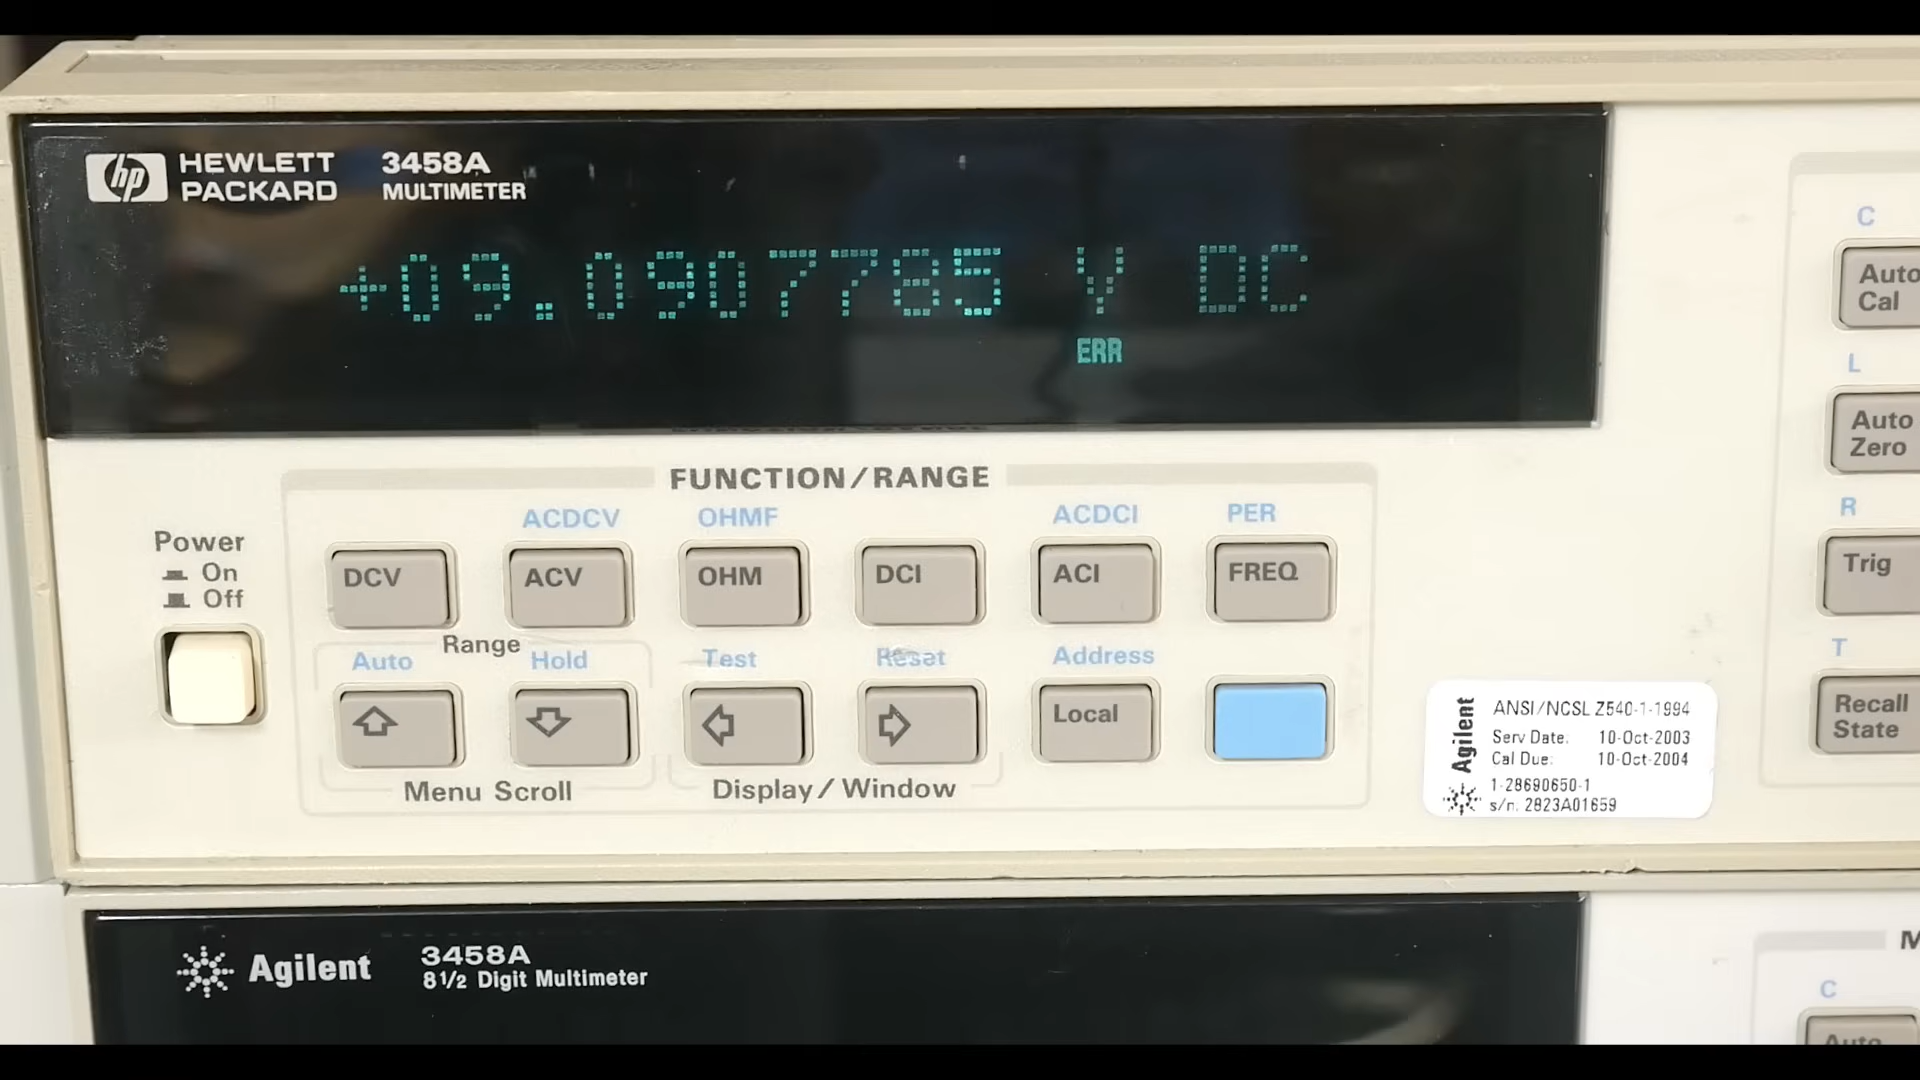 hp HEWLETT PACKARD
3458A
MULTIMETER
+09.0907785 V DC
ERR
FUNCTION/RANGE
ACDCV OHMF ACDCI PER
DCV ACV OHM DCI ACI FREQ
Power
On
Off
Range
Auto Hold Test Reset Address
Local
Menu Scroll Display/Window
C
Auto Cal
L
Auto Zero
R
Trig
T
Recall State
Agilent
ANSI/NCSL Z540-1-1994
Serv Date: 10-Oct-2003
Cal Due: 10-Oct-2004
1-28690650-1
s/n: 2823A01659
Agilent
3458A
8 1/2 Digit Multimeter
M
C
Auto